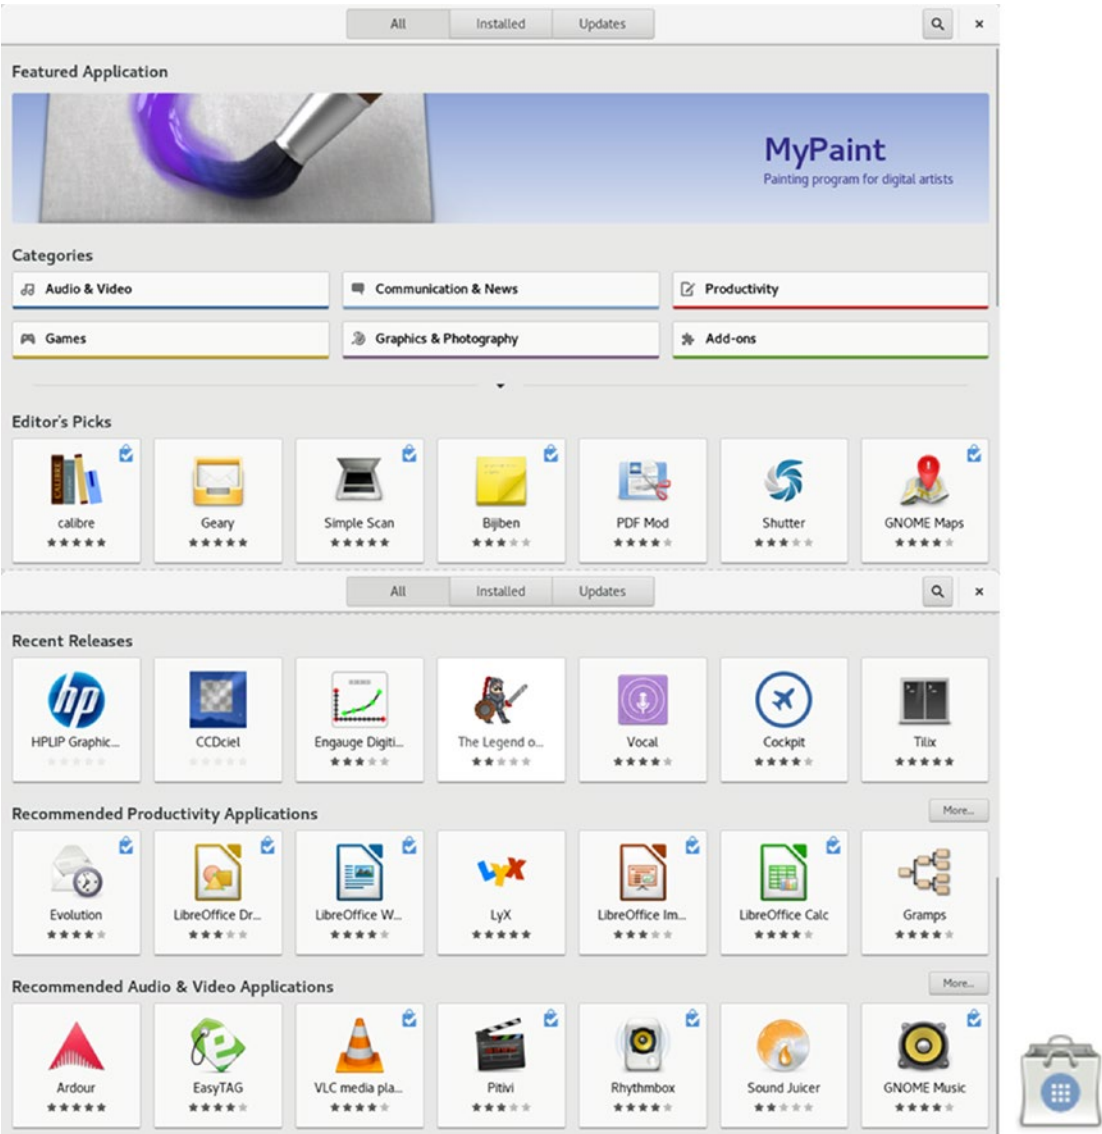 All Installed Updates
Featured Application
MyPaint
Painting program for digital artists
Categories
Audio & Video Communication & News Productivity
Games Graphics & Photography Add-ons
Editor's Picks
CALIBRE
calibre Geary Simple Scan Bijiben PDF Mod Shutter GNOME Maps
All Installed Updates
Recent Releases
hp
HPLIP Graphic... CCDciel Engauge Digiti... The Legend o... Vocal Cockpit Tilix
Recommended Productivity Applications More...
LyX
Evolution LibreOffice Dr... LibreOffice W... LyX LibreOffice Im... LibreOffice Calc Gramps
Recommended Audio & Video Applications More...
e
Ardour EasyTAG VLC media pla... Pitivi Rhythmbox Sound Juicer GNOME Music